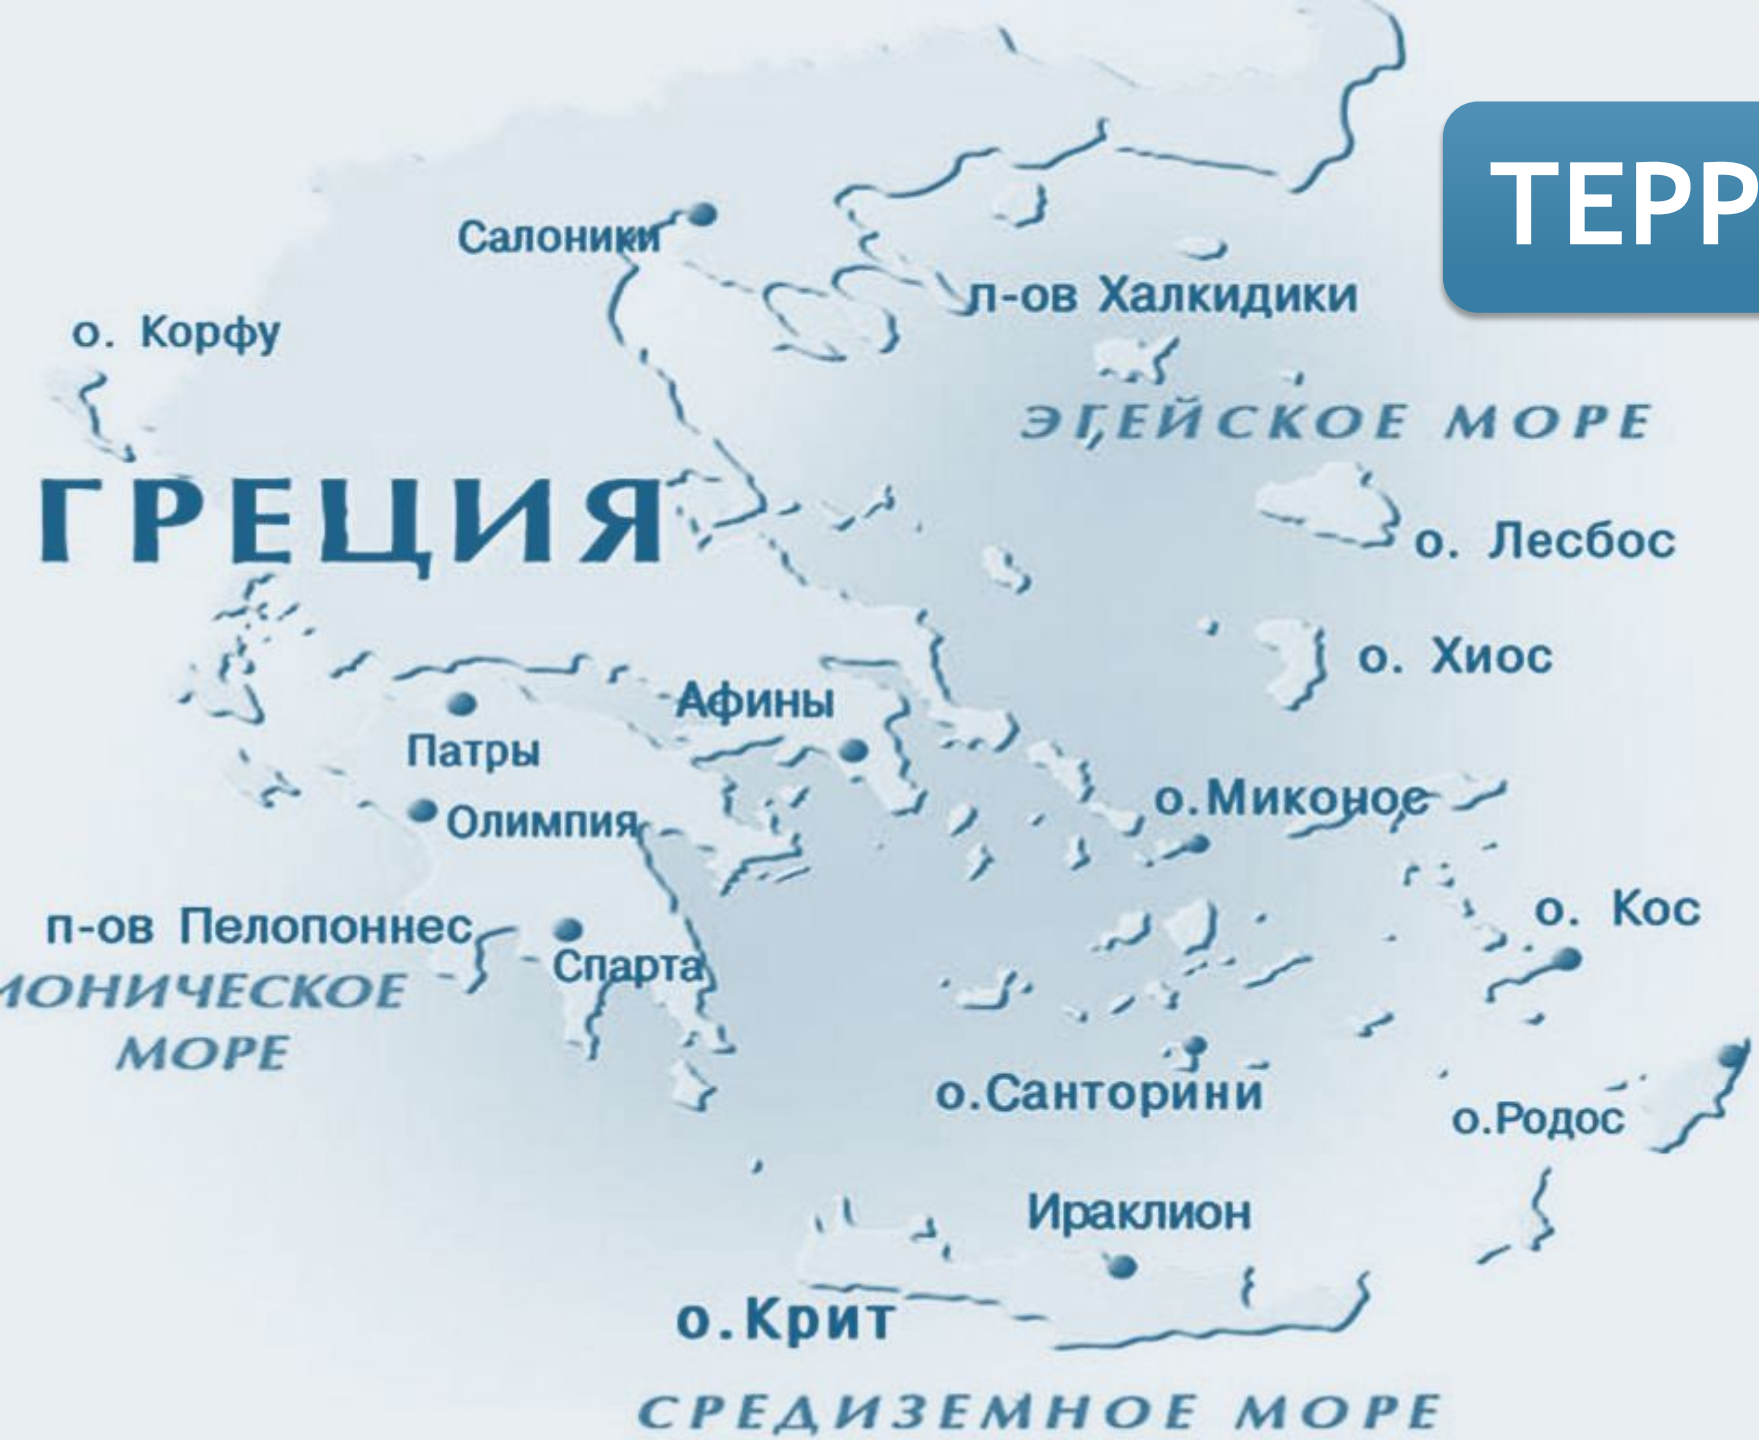 ТЕРР
Салоники
п-ов Халкидики
о. Корфу
ЭГЕЙСКОЕ МОРЕ
ГРЕЦИЯ
о. Лесбос
о. Хиос
Афины
Патры
о.Миконос
Олимпия
о. Кос
п-ов Пелопоннес
Спарта
ИОНИЧЕСКОЕ
МОРЕ
о.Санторини
о.Родос
Ираклион
о.Крит
СРЕДИЗЕМНОЕ МОРЕ